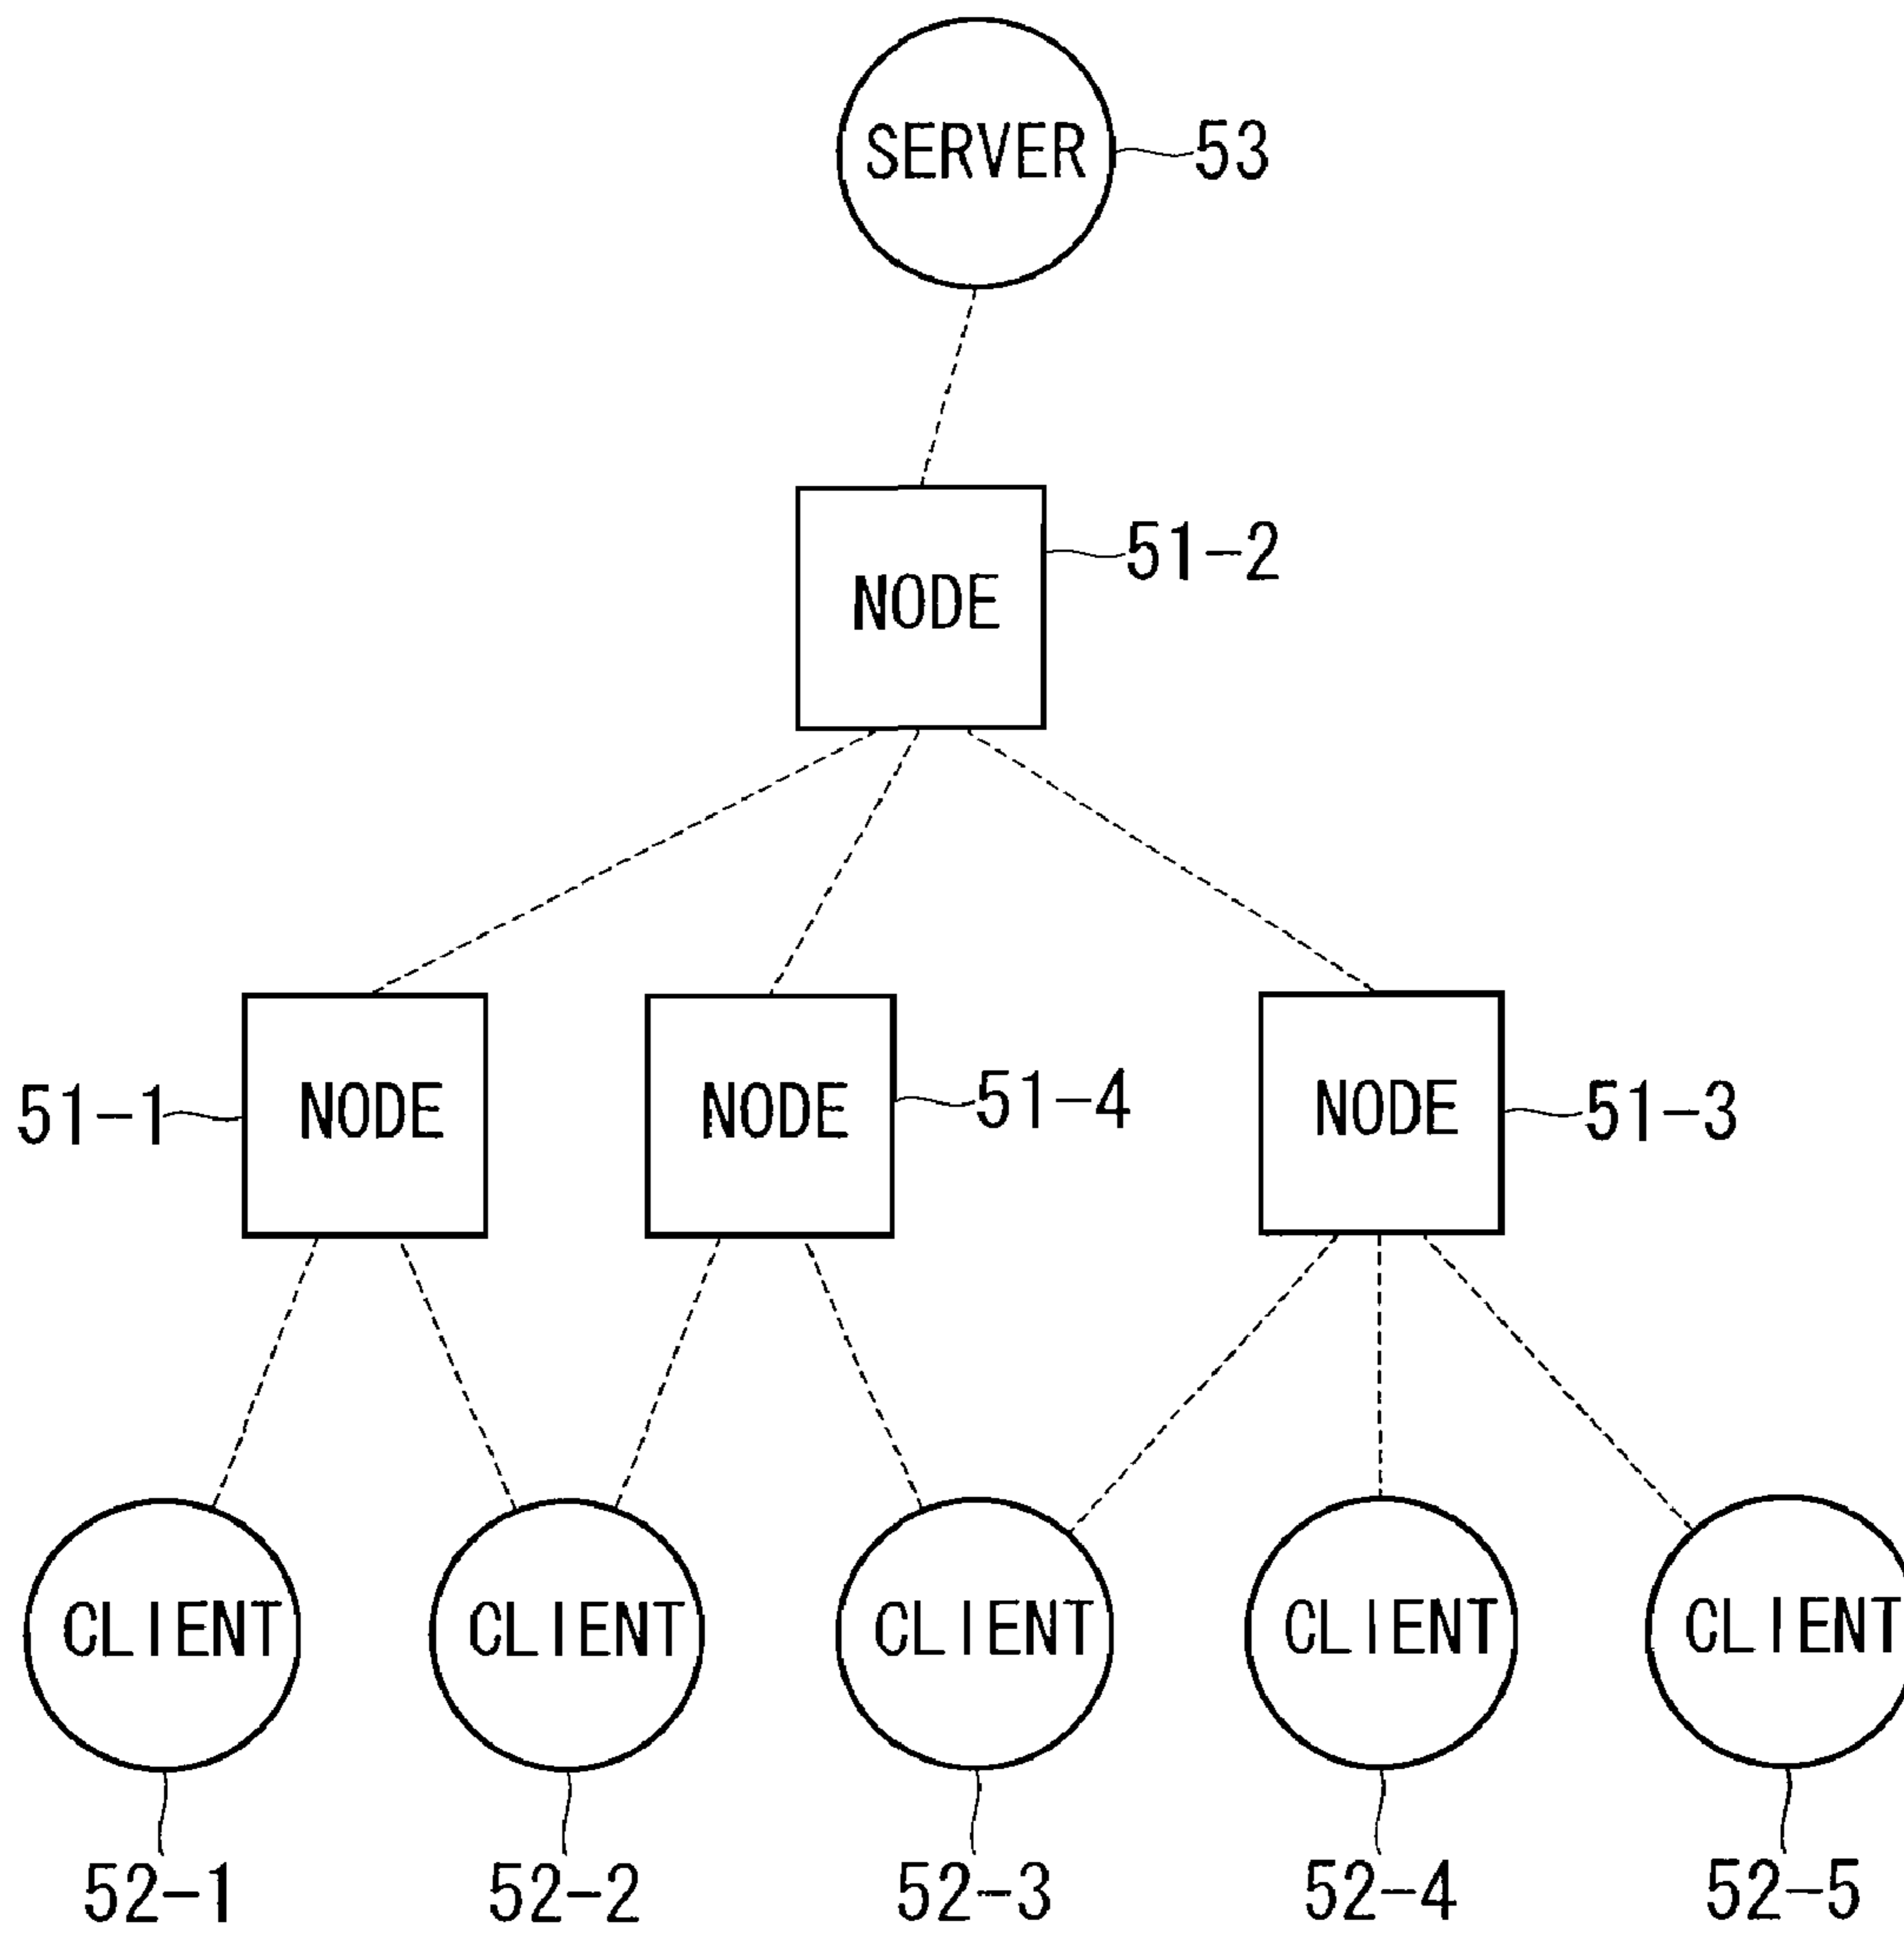 SERVER 53
NODE 51-2
51-1 NODE NODE 51-4 NODE 51-3
CLIENT CLIENT CLIENT CLIENT CLIENT
52-1 52-2 52-3 52-4 52-5